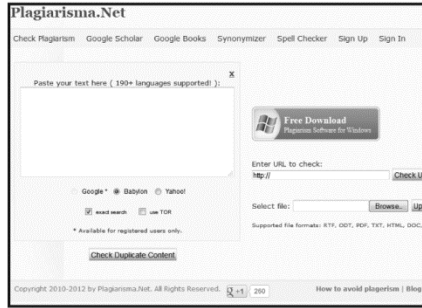 Plagiarisma.Net
Check Plagiarism Google Scholar Google Books Synonymizer Spell Checker Sign Up Sign In
X
Paste your text here ( 190+ languages supported! ):
Free Download
Plagiarism Software for Windows
Enter URL to check:
http:// Check U
Google * Babylon Yahoo!
exact search use TOR
Select file: Browse.. Up
* Available for registered users only.
Supported file formats: RTF, ODT, PDF, TXT, HTML, DOC,
Check Duplicate Content
Copyright 2010-2012 by Plagiarisma.Net. All Rights Reserved. +1 260 How to avoid plagerism | Blog